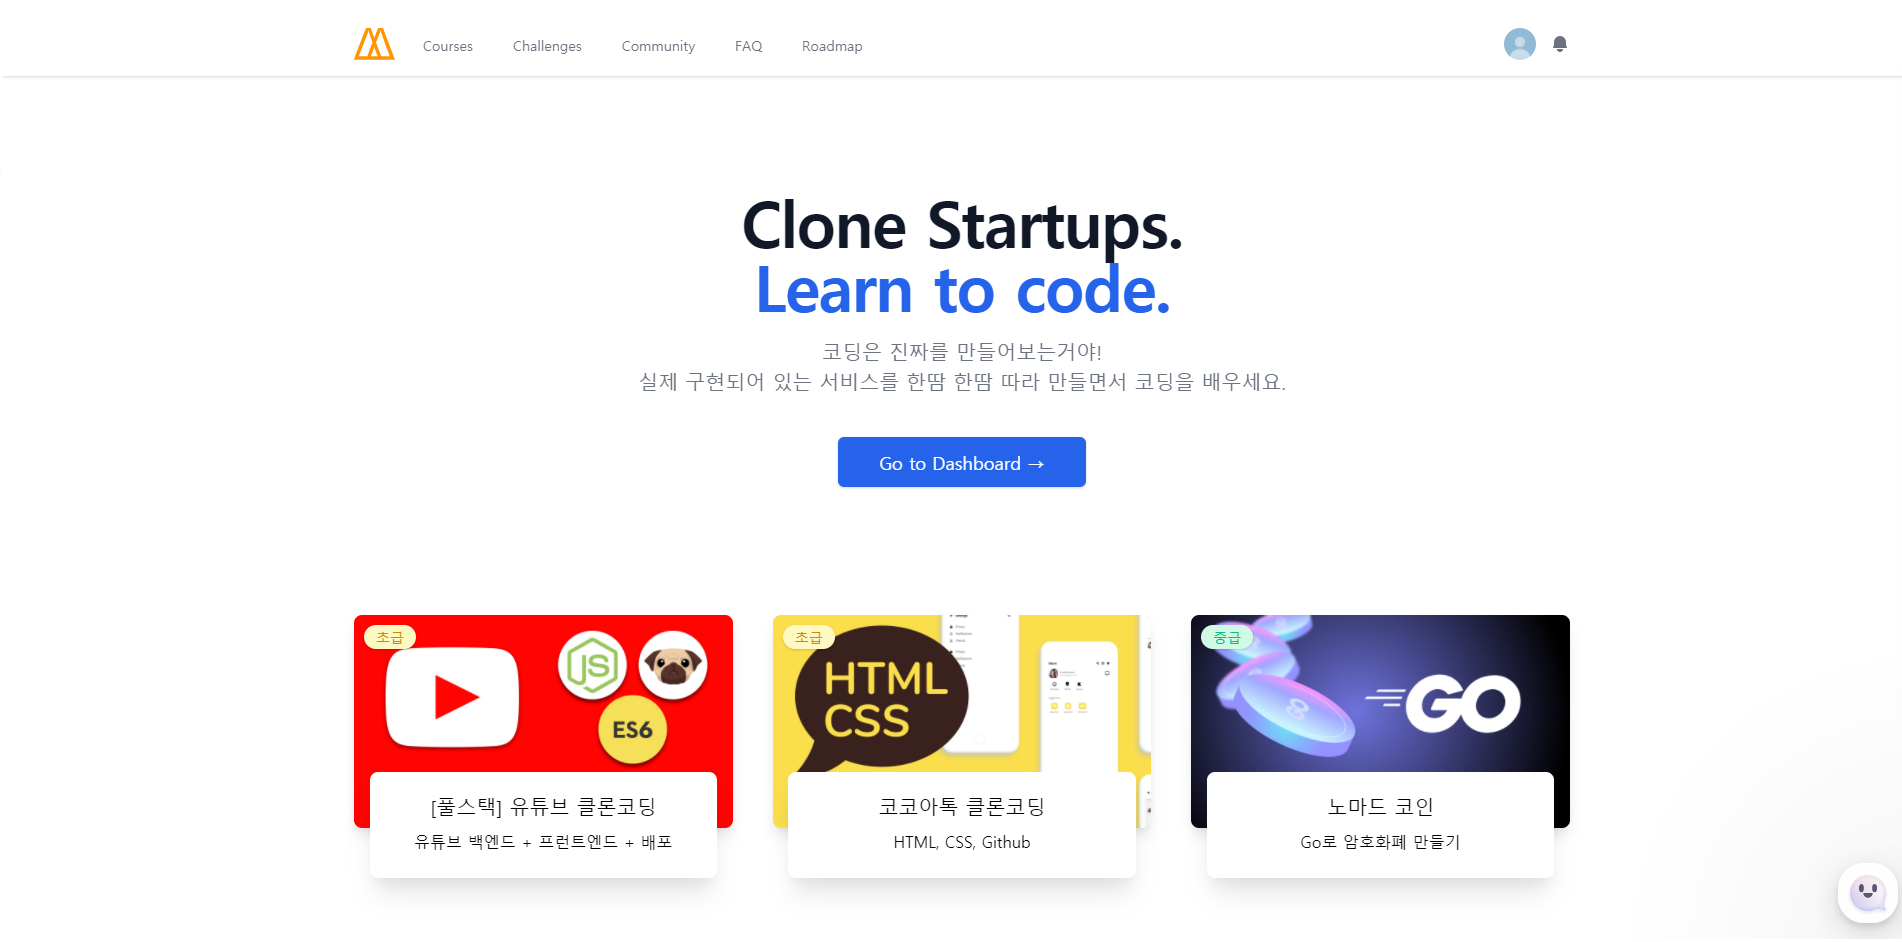 Courses
Challenges
Community
FAQ
Roadmap
Clone Startups.
Learn to code.
코딩은 진짜를 만들어보는거야!
실제 구현되어 있는 서비스를 한땀 한땀 따라 만들면서 코딩을 배우세요.
Go to Dashboard →
초급
JS
ES6
[풀스택] 유튜브 클론코딩
유튜브 백엔드 + 프런트엔드 + 배포
초급
HTML
CSS
코코아톡 클론코딩
HTML, CSS, Github
중급
GO
노마드 코인
Go로 암호화폐 만들기